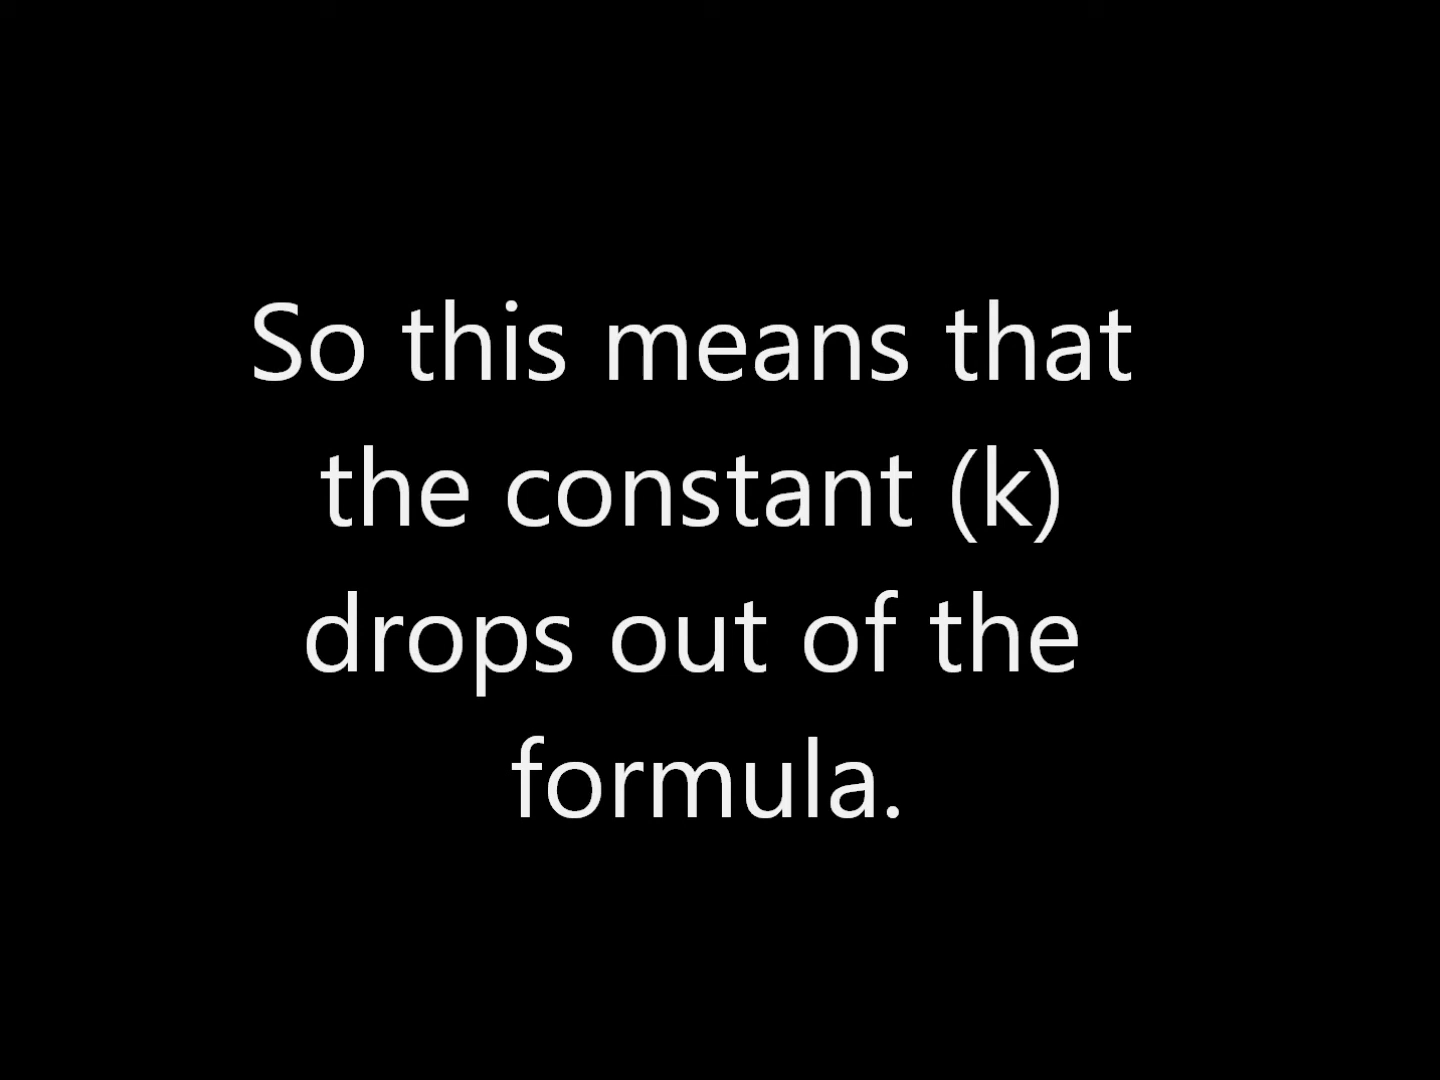 So this means that
the constant (k)
drops out of the
formula.